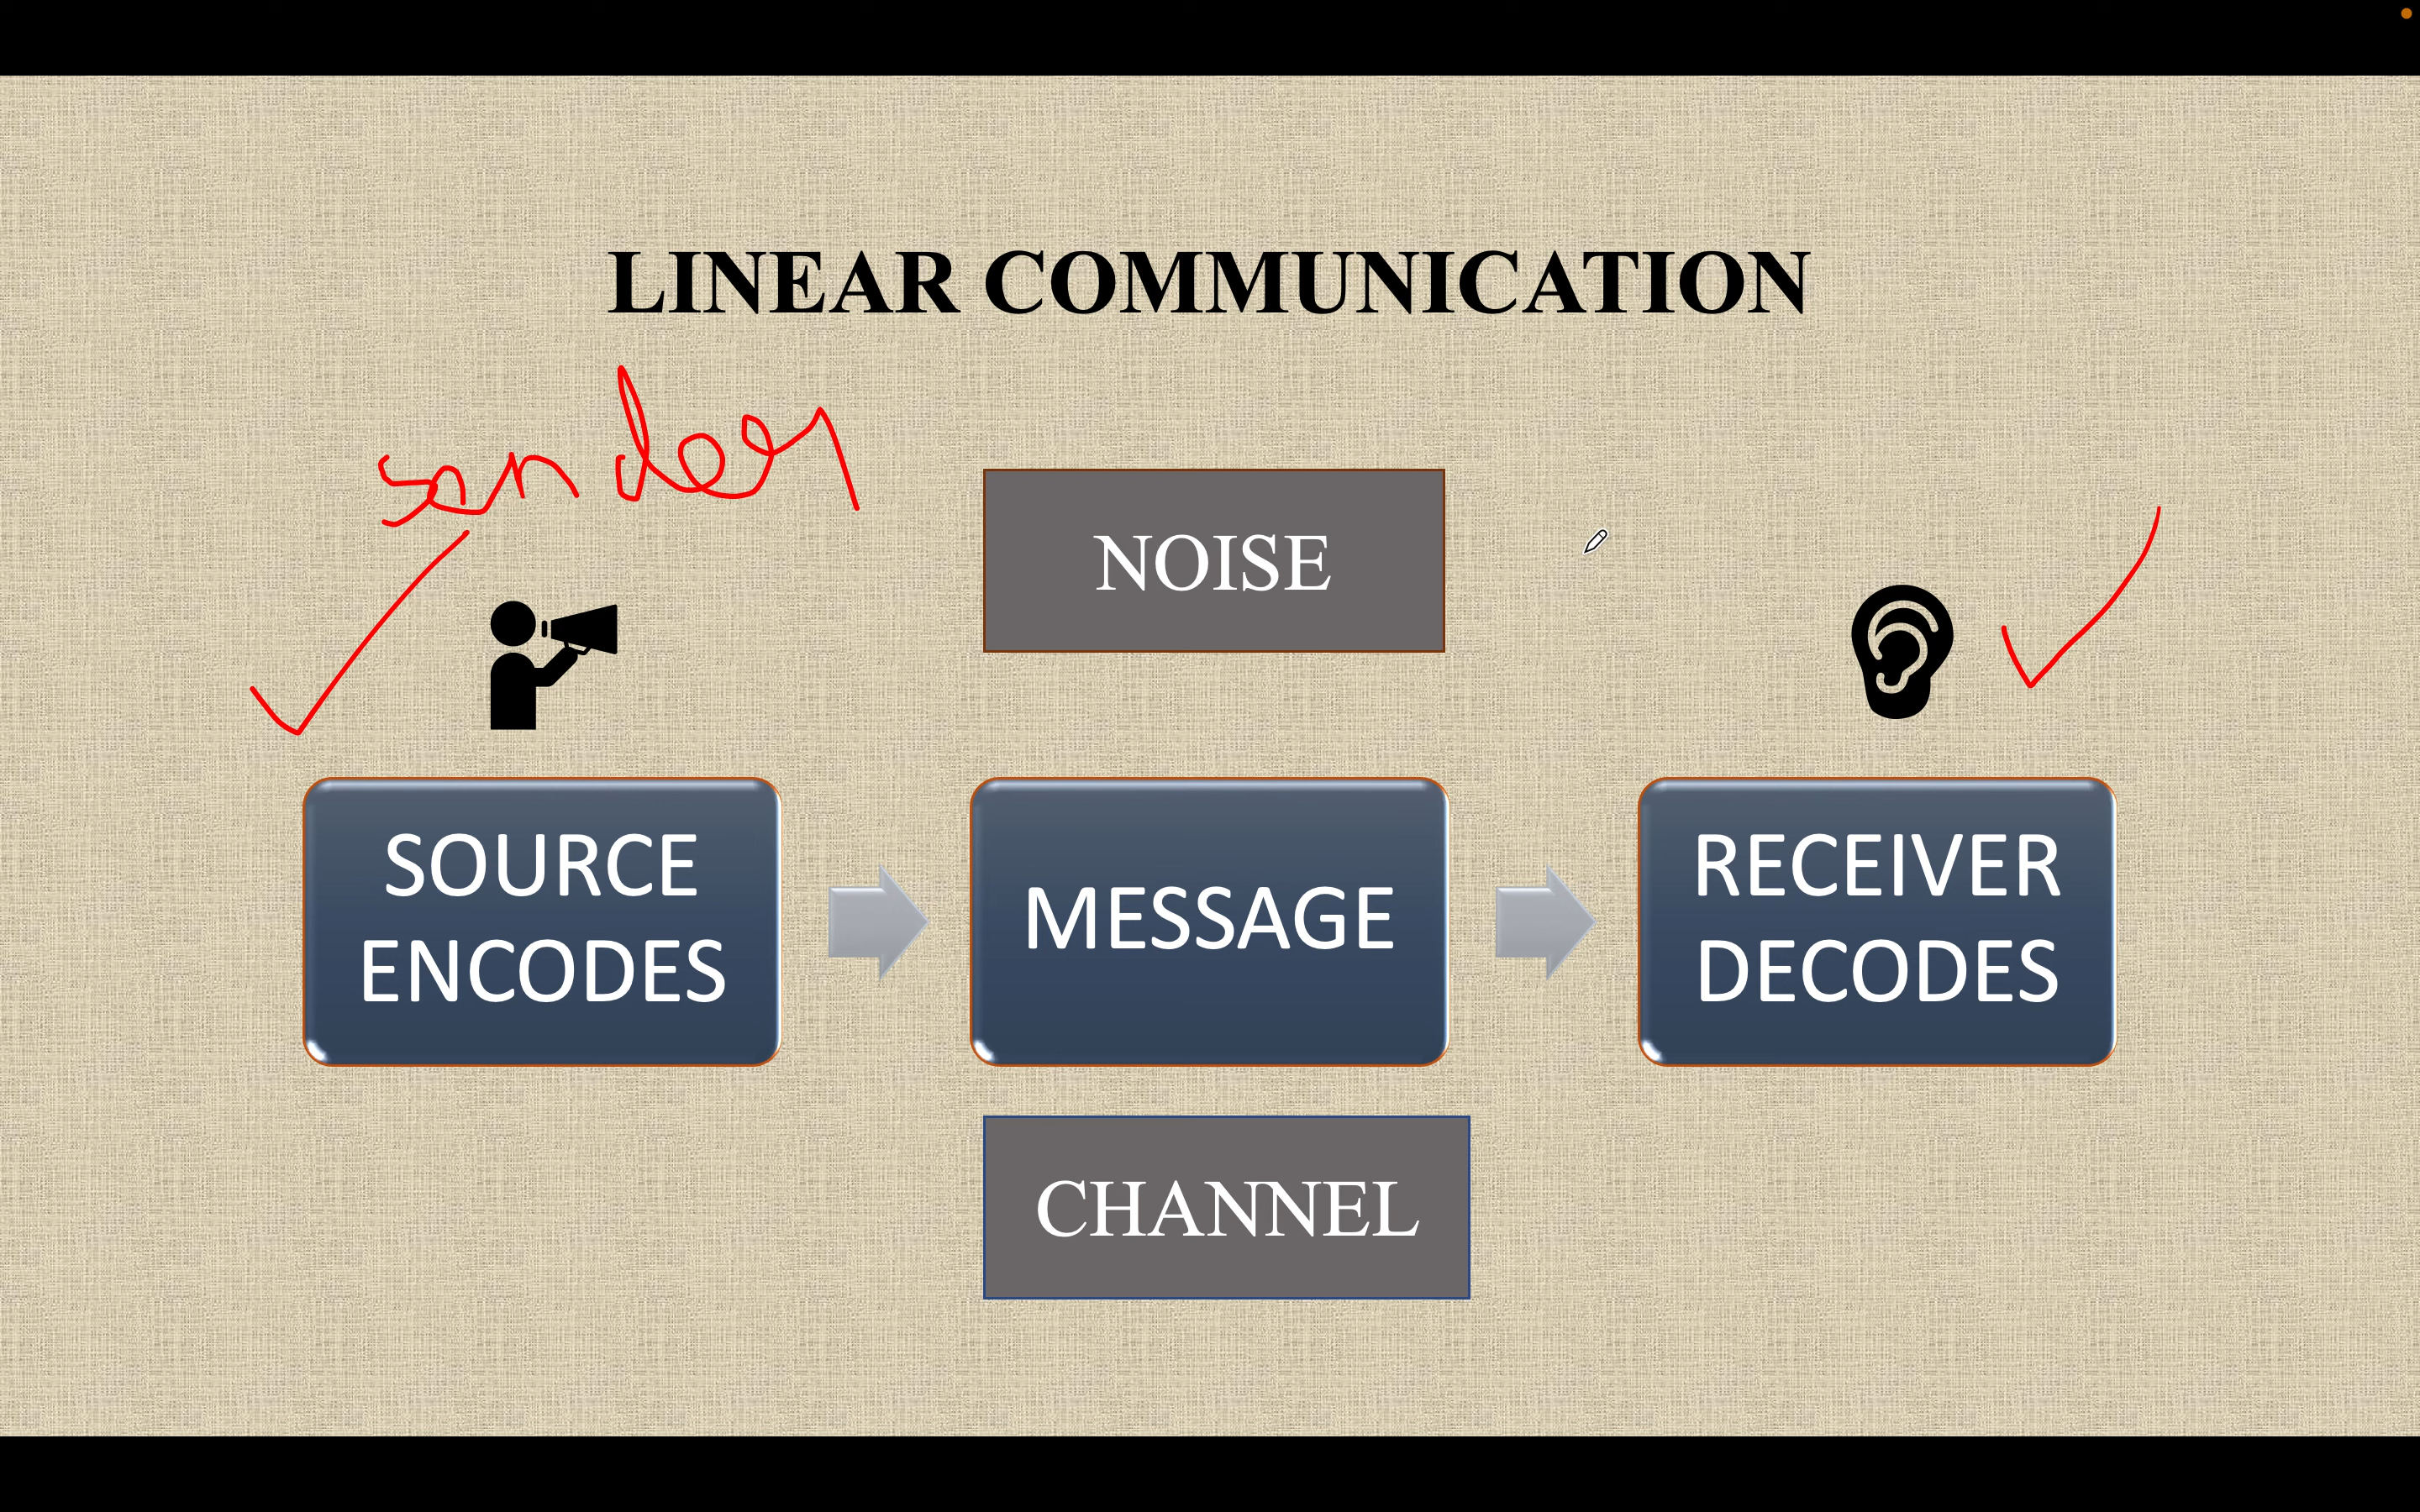 LINEAR COMMUNICATION
sender
NOISE
SOURCE
ENCODES
MESSAGE
RECEIVER
DECODES
CHANNEL